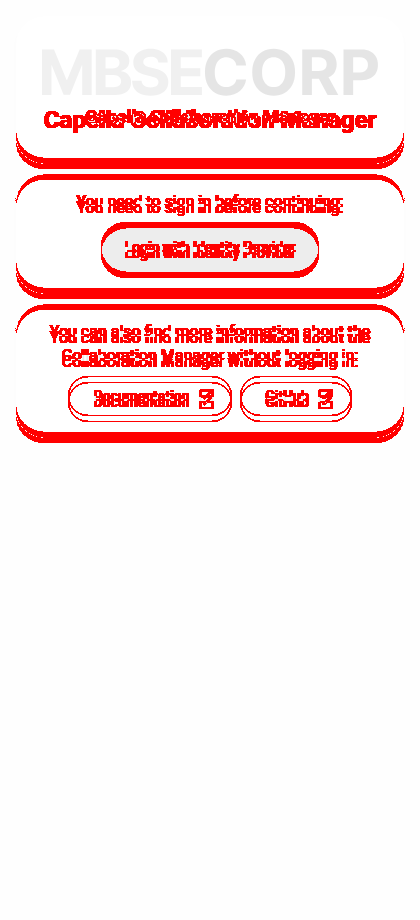 MBSECORP
Capella Collaboration Manager
You need to sign in before continuing.
Login with Identity Provider
You can also find more information about the
Collaboration Manager without logging in:
Documentation
GitHub